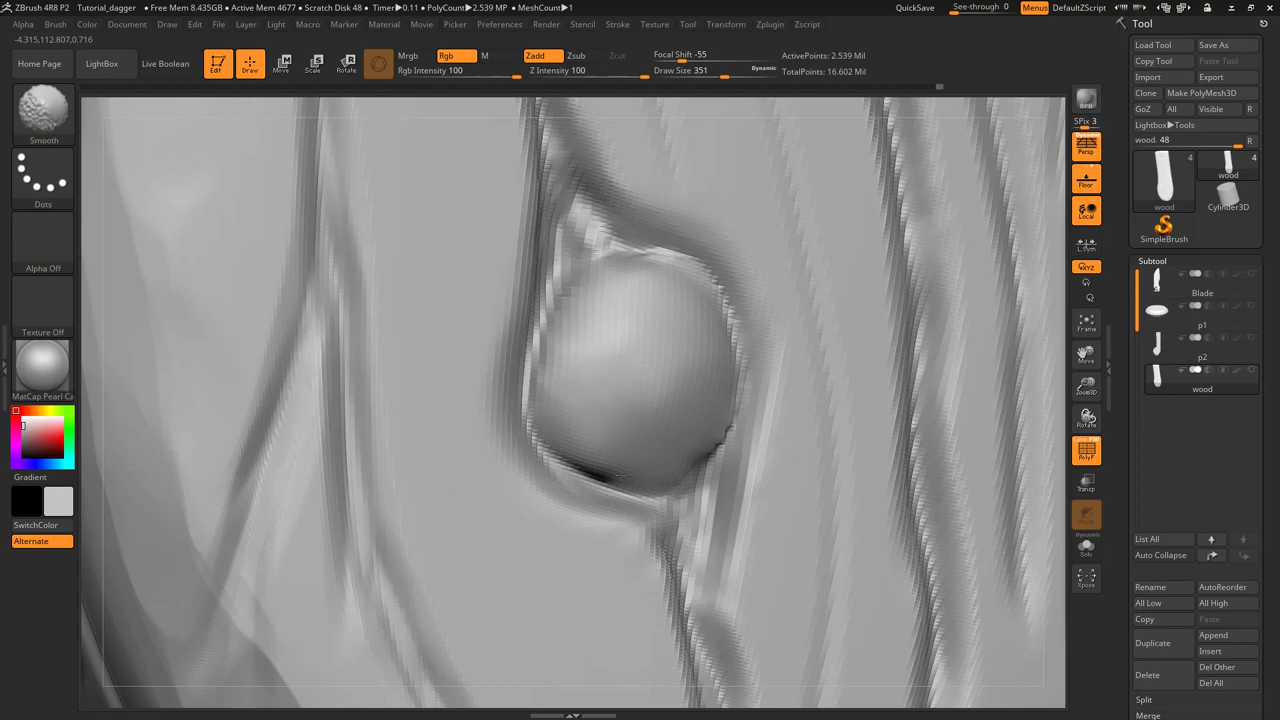 ZBrush 4R8 P2 Tutorial_dagger • Free Mem 8.435GB • Active Mem 4677 • Scratch Disk 48 • Timer▶0.11 • PolyCount▶2.539 MP • MeshCount▶1 QuickSave See-through 0 Menus DefaultZScript
Alpha Brush Color Document Draw Edit File Layer Light Macro Marker Material Movie Picker Preferences Render Stencil Stroke Texture Tool Transform Zplugin Zscript
-4.315,112.807,0.716
Home Page LightBox Live Boolean Edit Draw Move Scale Rotate
Mrgb Rgb M Zadd Zsub Zcut Focal Shift -55 ActivePoints: 2.539 Mil
Rgb Intensity 100 Z Intensity 100 Draw Size 351 Dynamic TotalPoints: 16.602 Mil
Smooth
Dots
Alpha Off
Texture Off
MatCap Pearl Ca
Gradient
SwitchColor
Alternate
BPR
SPix 3
Dynamic
Persp
Floor
Local
L.Sym
XYZ
Frame
Move
Zoom3D
Rotate
PolyF
Transp
Ghost
Dynamic
Solo
Xpose
Tool
Load Tool Save As
Copy Tool Paste Tool
Import Export
Clone Make PolyMesh3D
GoZ All Visible R
Lightbox▶Tools
wood. 48 R
4 4
wood
wood Cylinder3D
SimpleBrush
Subtool
Blade
p1
p2
wood
List All
Auto Collapse
Rename AutoReorder
All Low All High
Copy Paste
Duplicate Append
Insert
Delete Del Other
Del All
Split
Merge